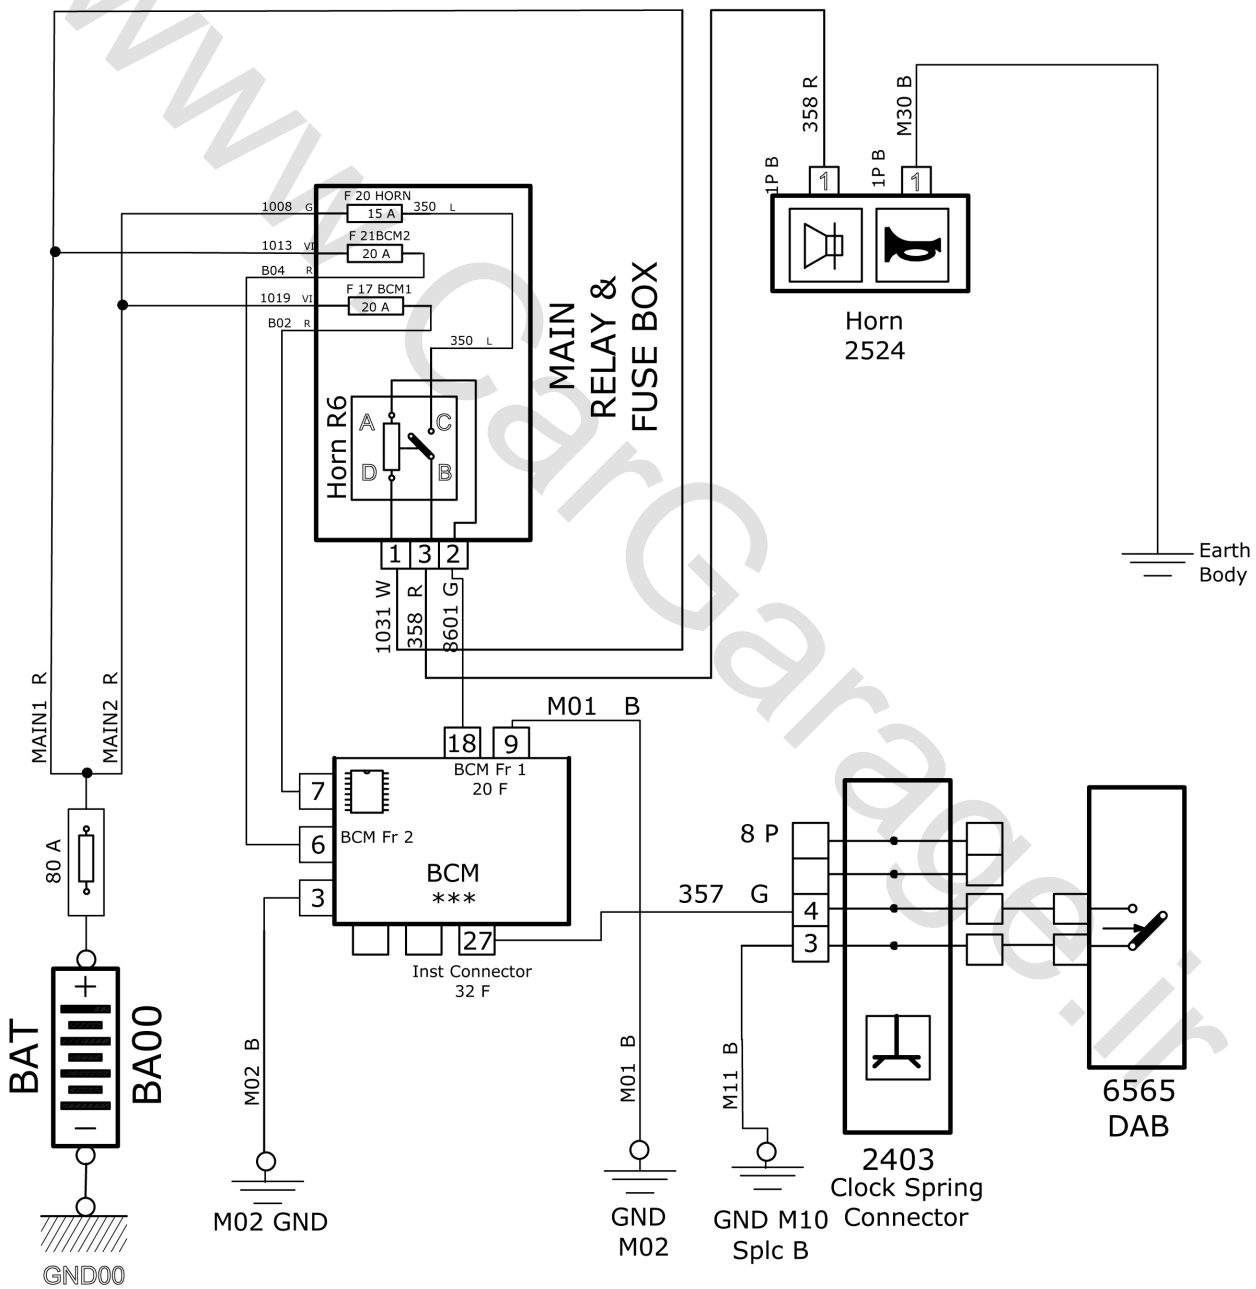 www.CarGarage.ir
358 R
M30 B
1P B
1P B
1
1
Horn
2524
F 20 HORN
1008 G
15 A
350 L
F 21BCM2
1013 VI
20 A
B04 R
F 17 BCM1
1019 VI
20 A
B02 R
350 L
MAIN
RELAY &
FUSE BOX
Horn R6
A
C
D
B
1
3
2
1031 W
358 R
8601 G
Earth
Body
MAIN1 R
MAIN2 R
M01 B
18
9
BCM Fr 1
20 F
7
6
BCM Fr 2
3
BCM
***
27
Inst Connector
32 F
80 A
8 P
357 G
4
3
BAT
+
−
BA00
GND00
M02 B
M02 GND
M01 B
GND
M02
M11 B
GND M10
Splc B
2403
Clock Spring
Connector
6565
DAB